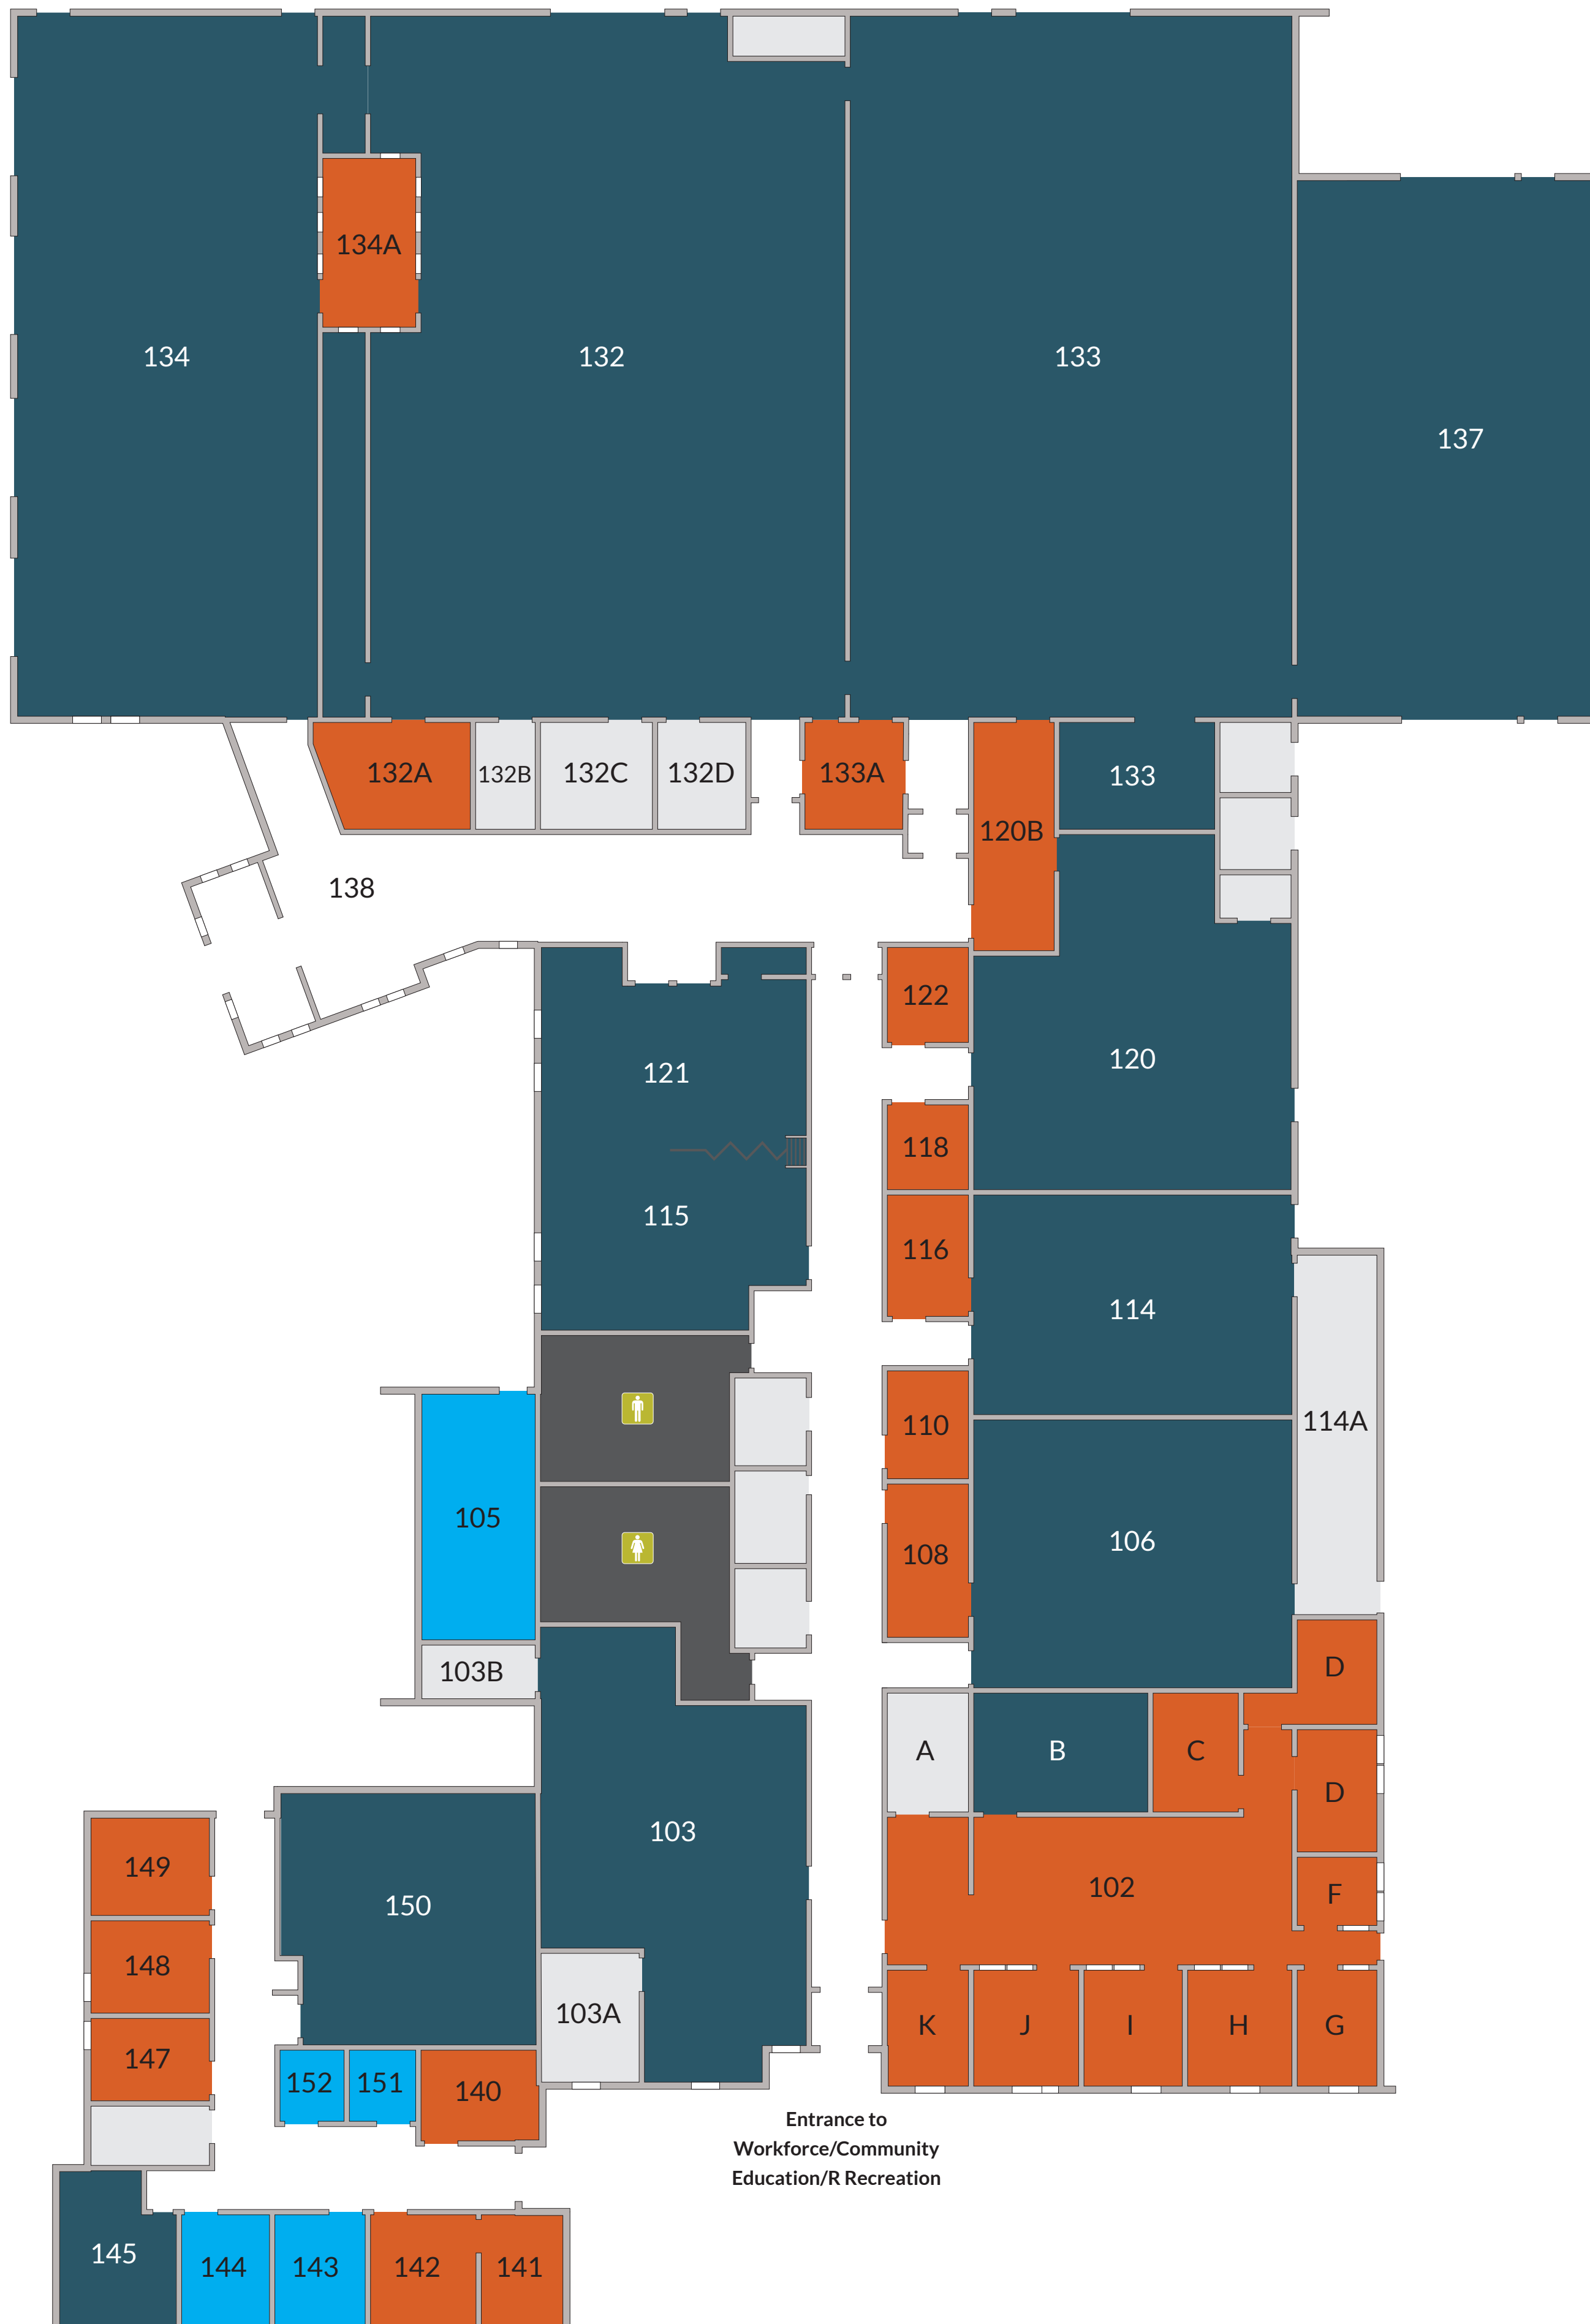 134A
134
132
133
137
132A
132B
132C
132D
133A
133
120B
138
122
120
121
118
115
116
114
110
114A
105
108
106
103B
D
A
B
C
D
103
149
102
F
150
148
103A
K
J
I
H
G
147
152
151
140
Entrance to
Workforce/Community
Education/R Recreation
145
144
143
142
141